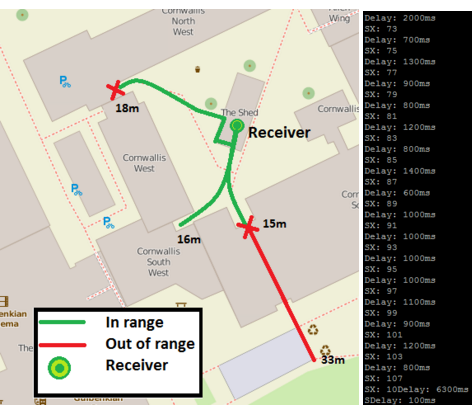 Cornwallis
North
West
Wing
18m
The Shed
Receiver
Cornwallis
Cornwallis
West
15m
16m
Cornwallis
South
West
In range
Out of range
Receiver
The
33m
Gulbenkian
Delay: 2000ms
SX: 73
Delay: 700ms
SX: 75
Delay: 1300ms
SX: 77
Delay: 900ms
SX: 79
Delay: 800ms
SX: 81
Delay: 1200ms
SX: 83
Delay: 800ms
SX: 85
Delay: 1400ms
SX: 87
Delay: 600ms
SX: 89
Delay: 1000ms
SX: 91
Delay: 1000ms
SX: 93
Delay: 1000ms
SX: 95
Delay: 1000ms
SX: 97
Delay: 1100ms
SX: 99
Delay: 900ms
SX: 101
Delay: 1200ms
SX: 103
Delay: 800ms
SX: 107
SX: 10Delay: 6300ms
SDelay: 100ms